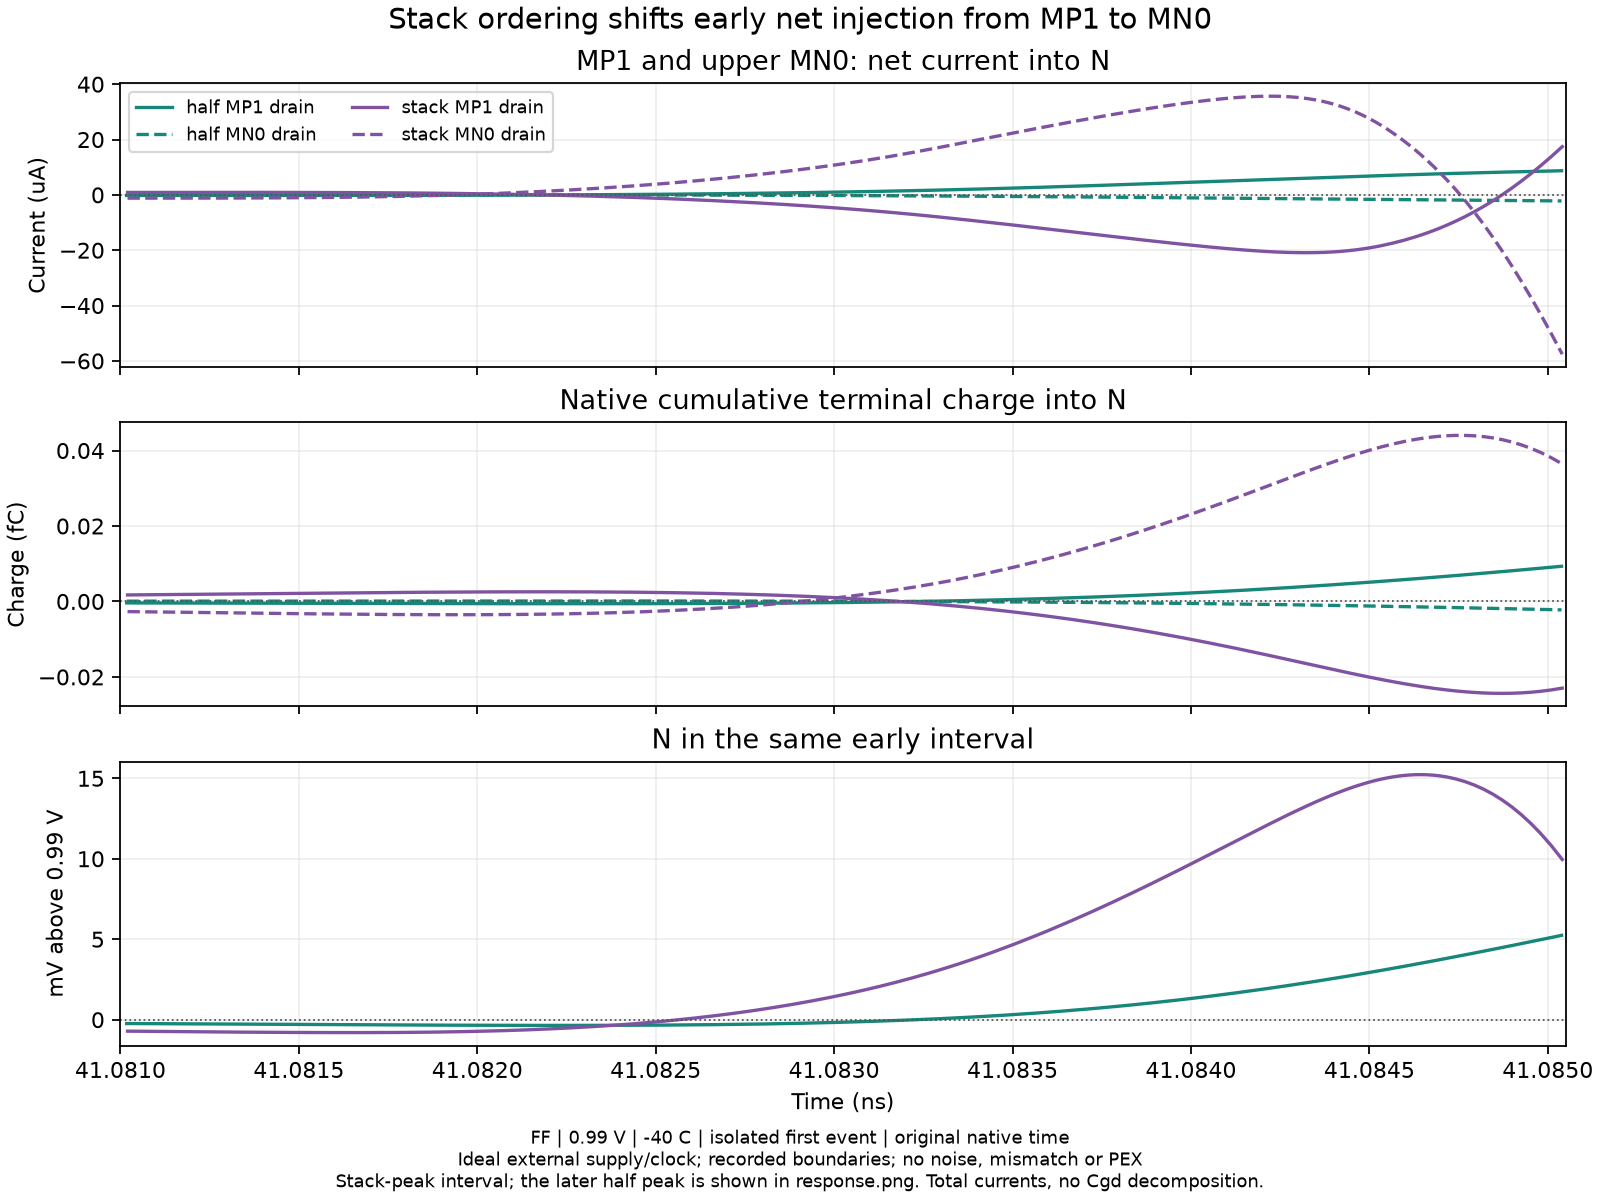 Stack ordering shifts early net injection from MP1 to MN0
MP1 and upper MN0: net current into N
half MP1 drain
half MN0 drain
stack MP1 drain
stack MN0 drain
Current (uA)
40
20
0
−20
−40
−60
Native cumulative terminal charge into N
Charge (fC)
0.04
0.02
0.00
−0.02
N in the same early interval
mV above 0.99 V
15
10
5
0
41.0810 41.0815 41.0820 41.0825 41.0830 41.0835 41.0840 41.0845 41.0850
Time (ns)
FF | 0.99 V | -40 C | isolated first event | original native time
Ideal external supply/clock; recorded boundaries; no noise, mismatch or PEX
Stack-peak interval; the later half peak is shown in response.png. Total currents, no Cgd decomposition.